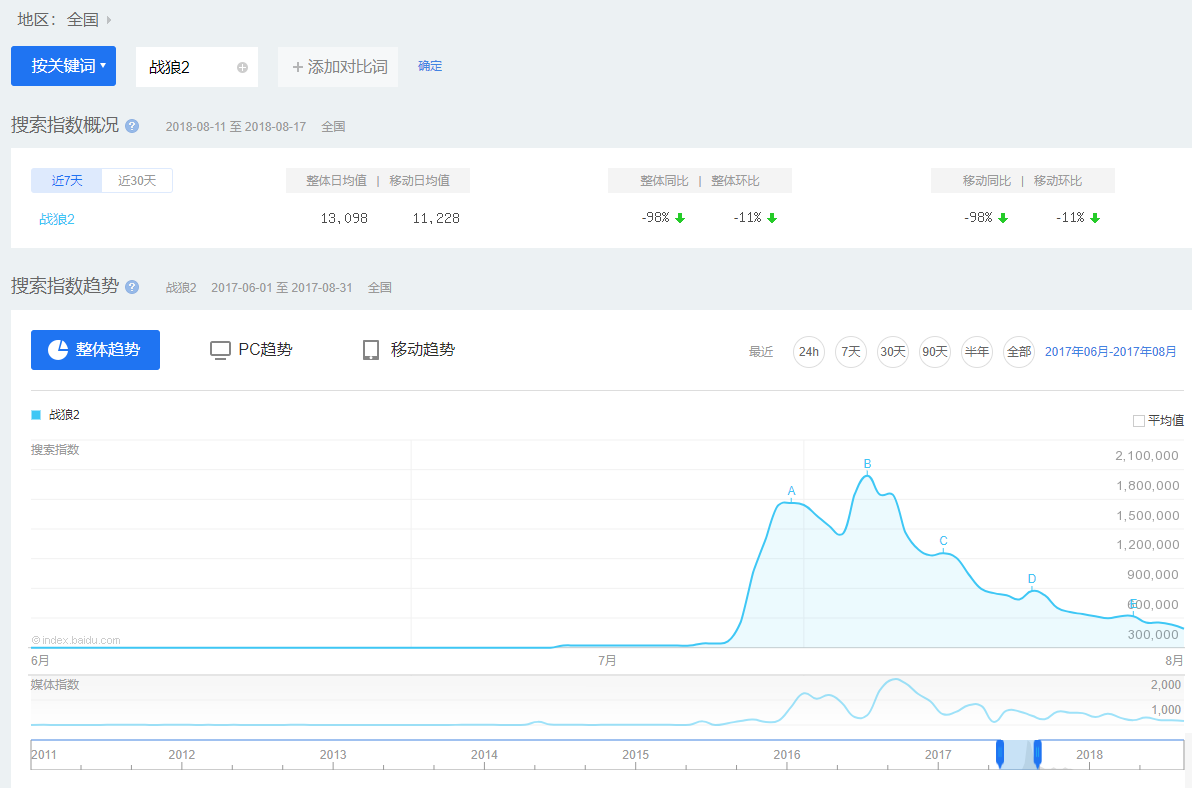 地区： 全国
按关键词 战狼2 + 添加对比词 确定
搜索指数概况 ? 2018-08-11 至 2018-08-17 全国
近7天 近30天 整体日均值 | 移动日均值 整体同比 | 整体环比 移动同比 | 移动环比
战狼2 13,098 11,228 -98% -11% -98% -11%
搜索指数趋势 ? 战狼2 2017-06-01 至 2017-08-31 全国
整体趋势 PC趋势 移动趋势 最近 24h 7天 30天 90天 半年 全部 2017年06月-2017年08月
战狼2
平均值
搜索指数 2,100,000
B
1,800,000
A
1,500,000
C 1,200,000
D 900,000
E 600,000
©index.baidu.com 300,000
6月 7月 8月
媒体指数 2,000
1,000
2011 2012 2013 2014 2015 2016 2017 2018